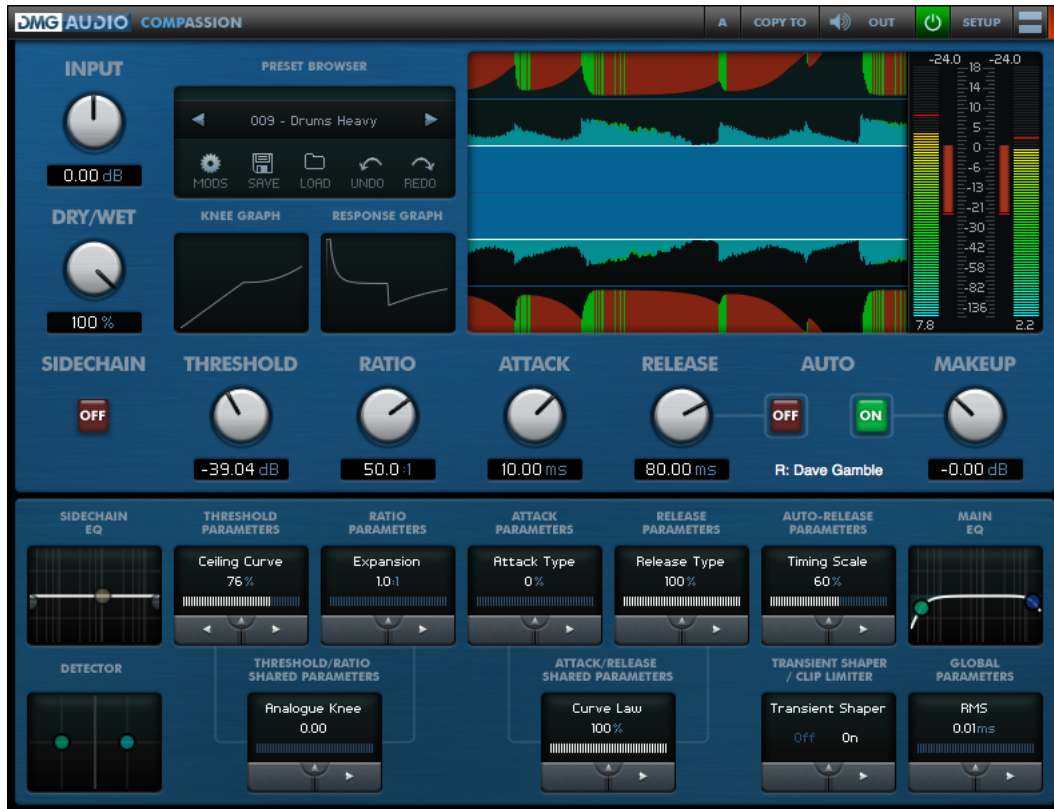 DMG AUDIO COMPASSION
A COPY TO OUT SETUP
INPUT
0.00 dB
DRY/WET
100 %
PRESET BROWSER
009 - Drums Heavy
MODS SAVE LOAD UNDO REDO
KNEE GRAPH RESPONSE GRAPH
-24.0 -24.0
18
14
10
5
0
-6
-13
-21
-30
-42
-58
-82
-136
7.8 2.2
SIDECHAIN THRESHOLD RATIO ATTACK RELEASE AUTO MAKEUP
OFF OFF ON
-39.04 dB 50.0:1 10.00 ms 80.00 ms R: Dave Gamble -0.00 dB
SIDECHAIN
EQ
THRESHOLD
PARAMETERS
RATIO
PARAMETERS
ATTACK
PARAMETERS
RELEASE
PARAMETERS
AUTO-RELEASE
PARAMETERS
MAIN
EQ
Ceiling Curve
76%
Expansion
1.0:1
Attack Type
0%
Release Type
100%
Timing Scale
60%
DETECTOR
THRESHOLD/RATIO
SHARED PARAMETERS
Analogue Knee
0.00
ATTACK/RELEASE
SHARED PARAMETERS
Curve Law
100%
TRANSIENT SHAPER
/ CLIP LIMITER
Transient Shaper
Off On
GLOBAL
PARAMETERS
RMS
0.01ms